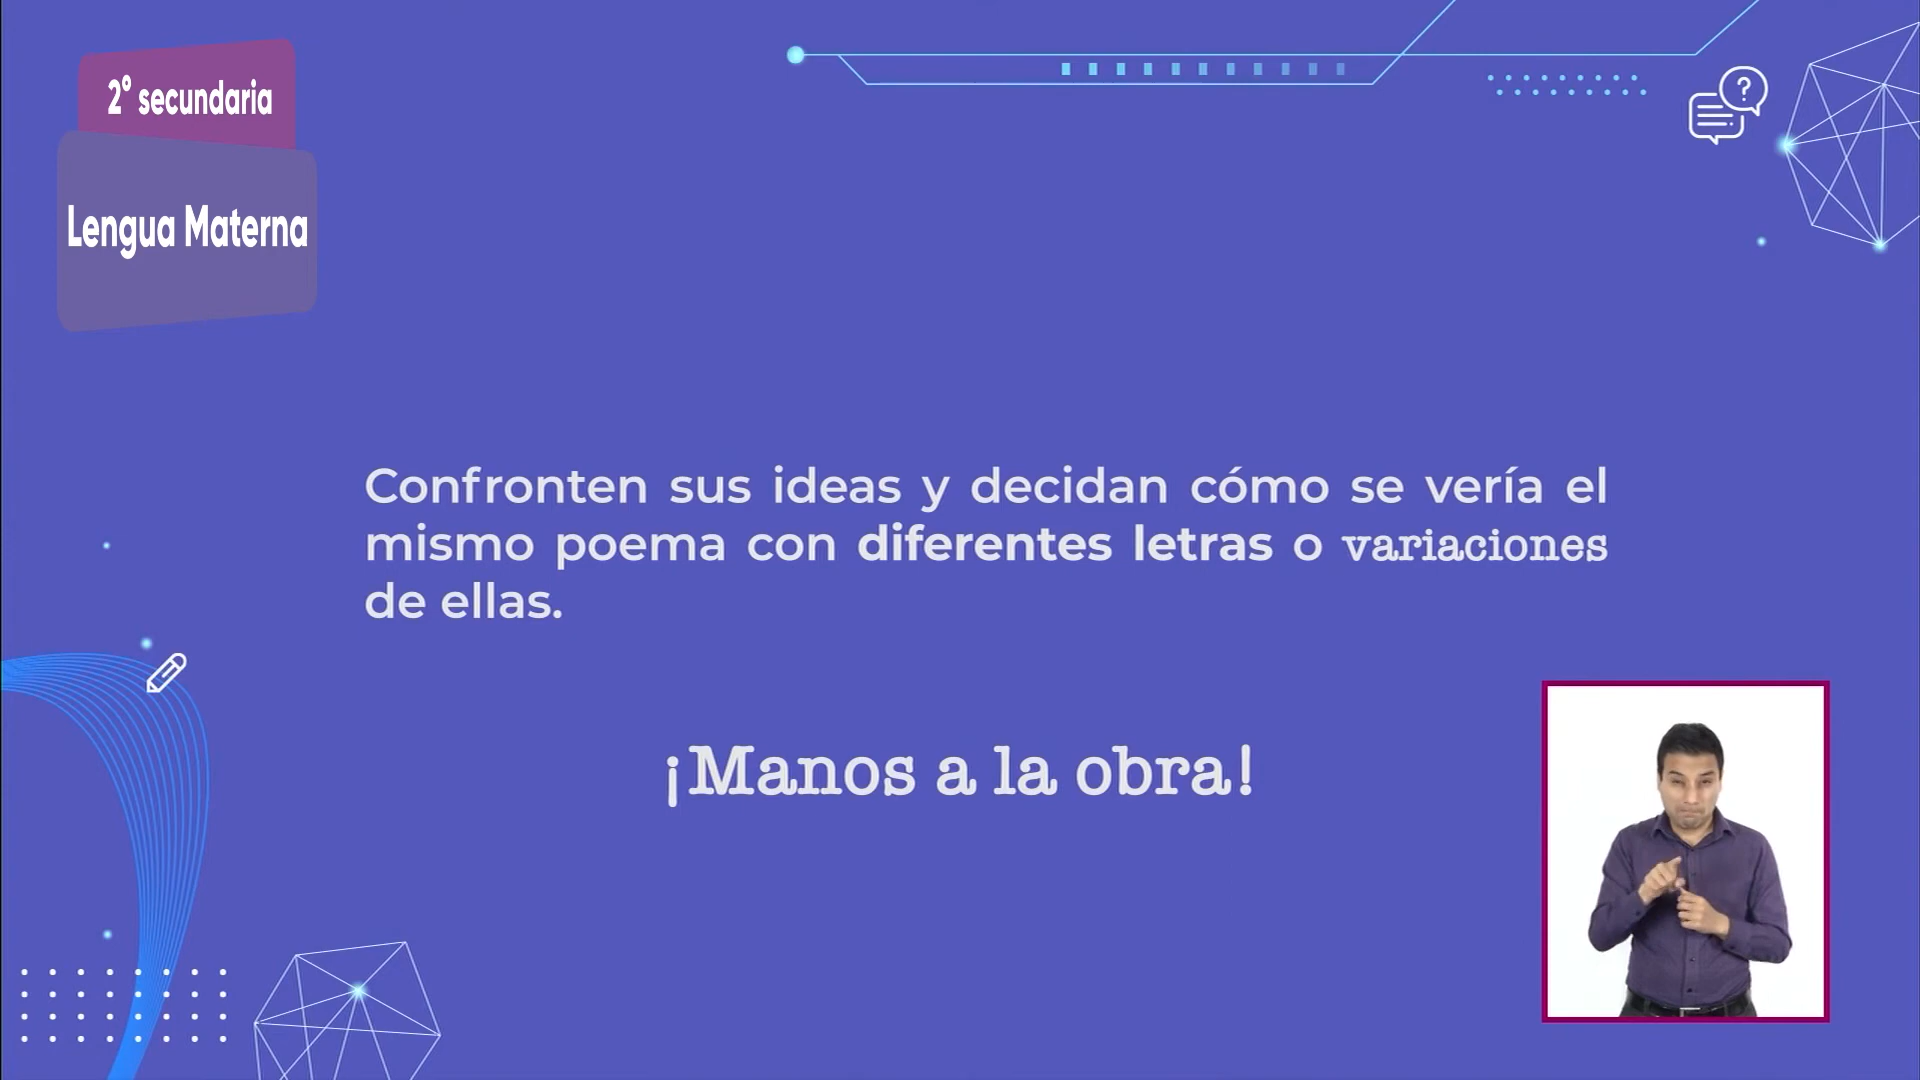 2° secundaria
Lengua Materna
?
Confronten sus ideas y decidan cómo se vería el
mismo poema con diferentes letras o variaciones
de ellas.
¡Manos a la obra!